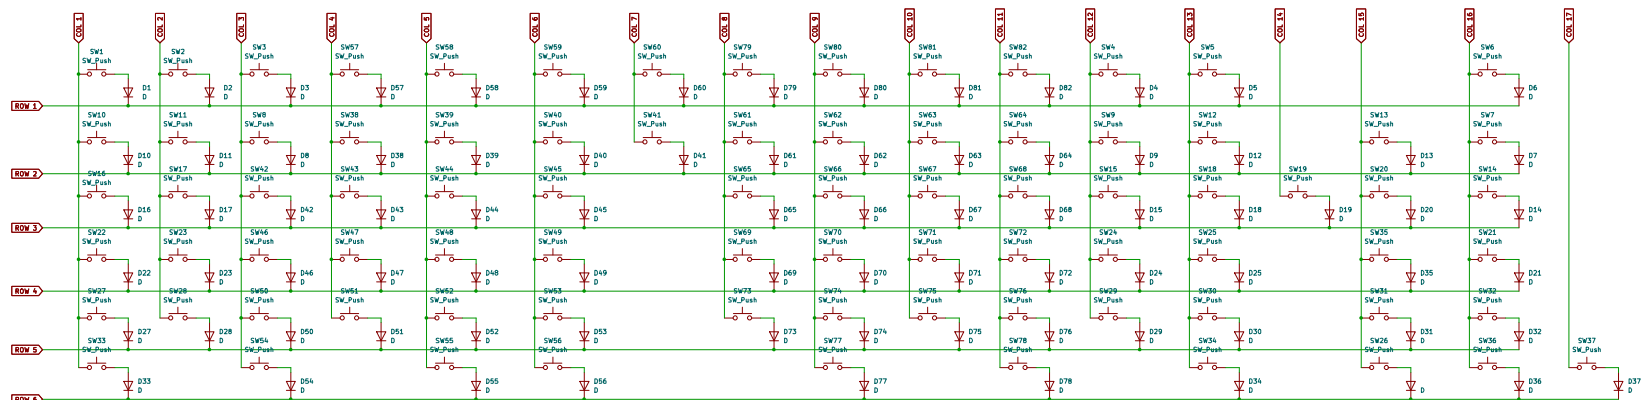 COL 1 COL 2 COL 3 COL 4 COL 5 COL 6 COL 7 COL 8 COL 9 COL 10 COL 11 COL 12 COL 13 COL 14 COL 15 COL 16 COL 17
SW1 SW2 SW3 SW57 SW58 SW59 SW60 SW79 SW80 SW81 SW82 SW4 SW5 SW6
SW_Push SW_Push SW_Push SW_Push SW_Push SW_Push SW_Push SW_Push SW_Push SW_Push SW_Push SW_Push SW_Push SW_Push
D1 D2 D3 D57 D58 D59 D60 D79 D80 D81 D82 D4 D5 D6
D D D D D D D D D D D D D D
ROW 1
SW10 SW11 SW8 SW38 SW39 SW40 SW41 SW61 SW62 SW63 SW64 SW9 SW12 SW13 SW7
SW_Push SW_Push SW_Push SW_Push SW_Push SW_Push SW_Push SW_Push SW_Push SW_Push SW_Push SW_Push SW_Push SW_Push SW_Push
D10 D11 D8 D38 D39 D40 D41 D61 D62 D63 D64 D9 D12 D13 D7
D D D D D D D D D D D D D D D
ROW 2
SW16 SW17 SW42 SW43 SW44 SW45 SW65 SW66 SW67 SW68 SW15 SW18 SW19 SW20 SW14
SW_Push SW_Push SW_Push SW_Push SW_Push SW_Push SW_Push SW_Push SW_Push SW_Push SW_Push SW_Push SW_Push SW_Push SW_Push
D16 D17 D42 D43 D44 D45 D65 D66 D67 D68 D15 D18 D19 D20 D14
D D D D D D D D D D D D D D D
ROW 3
SW22 SW23 SW46 SW47 SW48 SW49 SW69 SW70 SW71 SW72 SW24 SW25 SW35 SW21
SW_Push SW_Push SW_Push SW_Push SW_Push SW_Push SW_Push SW_Push SW_Push SW_Push SW_Push SW_Push SW_Push SW_Push
D22 D23 D46 D47 D48 D49 D69 D70 D71 D72 D24 D25 D35 D21
D D D D D D D D D D D D D D
ROW 4
SW27 SW28 SW50 SW51 SW62 SW53 SW73 SW74 SW75 SW76 SW29 SW30 SW31 SW32
SW_Push SW_Push SW_Push SW_Push SW_Push SW_Push SW_Push SW_Push SW_Push SW_Push SW_Push SW_Push SW_Push SW_Push
D27 D28 D50 D51 D52 D53 D73 D74 D75 D76 D29 D30 D31 D32
D D D D D D D D D D D D D D
ROW 5
SW33 SW54 SW55 SW56 SW77 SW78 SW34 SW26 SW36 SW37
SW_Push SW_Push SW_Push SW_Push SW_Push SW_Push SW_Push SW_Push SW_Push SW_Push
D33 D54 D55 D56 D77 D78 D34 D36 D37
D D D D D D D D D D
ROW 6